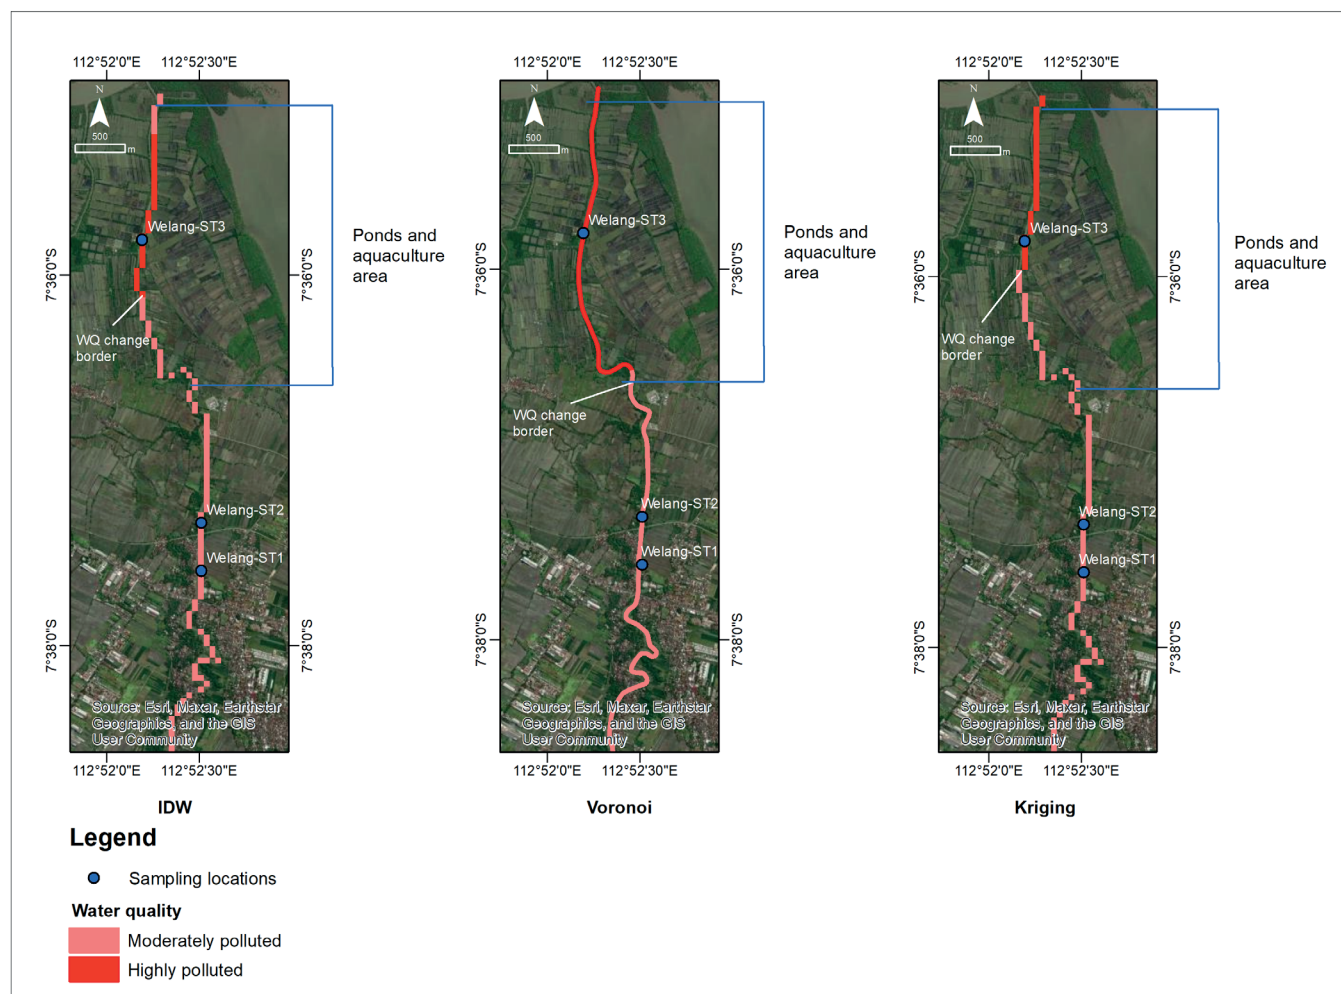 112°52'0"E 112°52'30"E
N
500
m
Welang-ST3
7°36'0"S
7°36'0"S
WQ change
border
Ponds and
aquaculture
area
Welang-ST2
Welang-ST1
7°38'0"S
7°38'0"S
Source: Esri, Maxar, Earthstar
Geographics, and the GIS
User Community
112°52'0"E 112°52'30"E
IDW
112°52'0"E 112°52'30"E
N
500
m
Welang-ST3
7°36'0"S
7°36'0"S
WQ change
border
Ponds and
aquaculture
area
Welang-ST2
Welang-ST1
7°38'0"S
7°38'0"S
Source: Esri, Maxar, Earthstar
Geographics, and the GIS
User Community
112°52'0"E 112°52'30"E
Voronoi
112°52'0"E 112°52'30"E
N
500
m
Welang-ST3
7°36'0"S
7°36'0"S
WQ change
border
Ponds and
aquaculture
area
Welang-ST2
Welang-ST1
7°38'0"S
7°38'0"S
Source: Esri, Maxar, Earthstar
Geographics, and the GIS
User Community
112°52'0"E 112°52'30"E
Kriging
Legend
Sampling locations
Water quality
Moderately polluted
Highly polluted